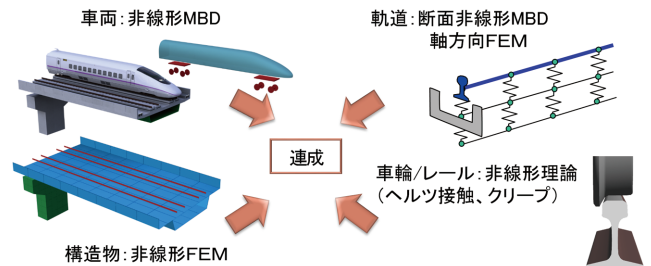 車両：非線形MBD
軌道：断面非線形MBD
軸方向FEM
連成
車輪/レール：非線形理論
（ヘルツ接触、クリープ）
構造物：非線形FEM